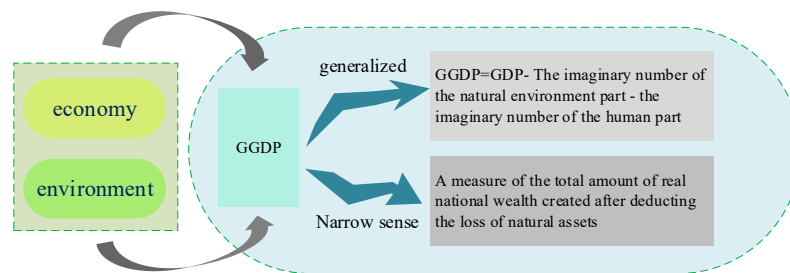 economy
environment
GGDP
generalized
GGDP=GDP- The imaginary number of
the natural environment part - the
imaginary number of the human part
Narrow sense
A measure of the total amount of real
national wealth created after deducting
the loss of natural assets